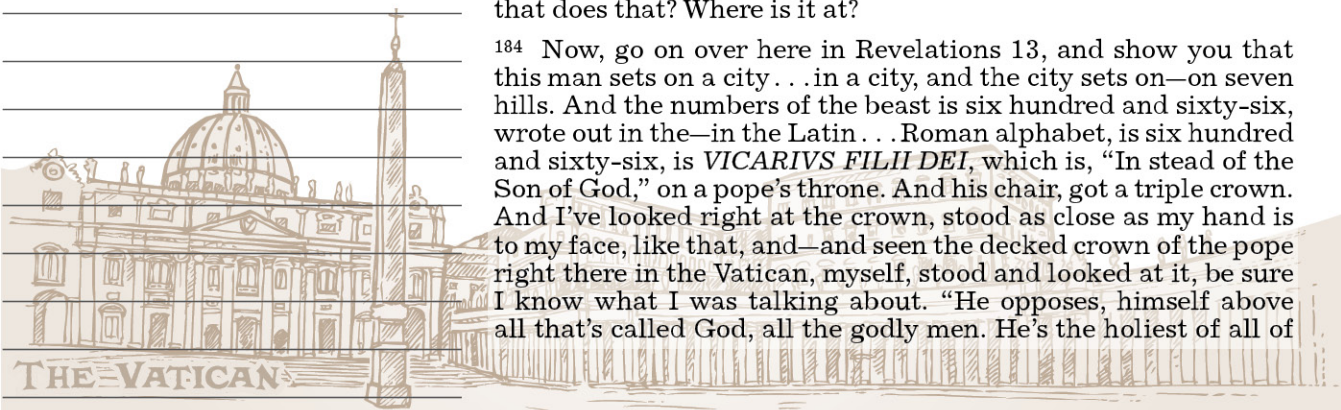 that does that? Where is it at?
184 Now, go on over here in Revelations 13, and show you that
this man sets on a city . . . in a city, and the city sets on—on seven
hills. And the numbers of the beast is six hundred and sixty-six,
wrote out in the—in the Latin . . . Roman alphabet, is six hundred
and sixty-six, is VICARIVS FILII DEI, which is, “In stead of the
Son of God,” on a pope’s throne. And his chair, got a triple crown.
And I’ve looked right at the crown, stood as close as my hand is
to my face, like that, and—and seen the decked crown of the pope
right there in the Vatican, myself, stood and looked at it, be sure
I know what I was talking about. “He opposes, himself above
all that’s called God, all the godly men. He’s the holiest of all of
THE VATICAN